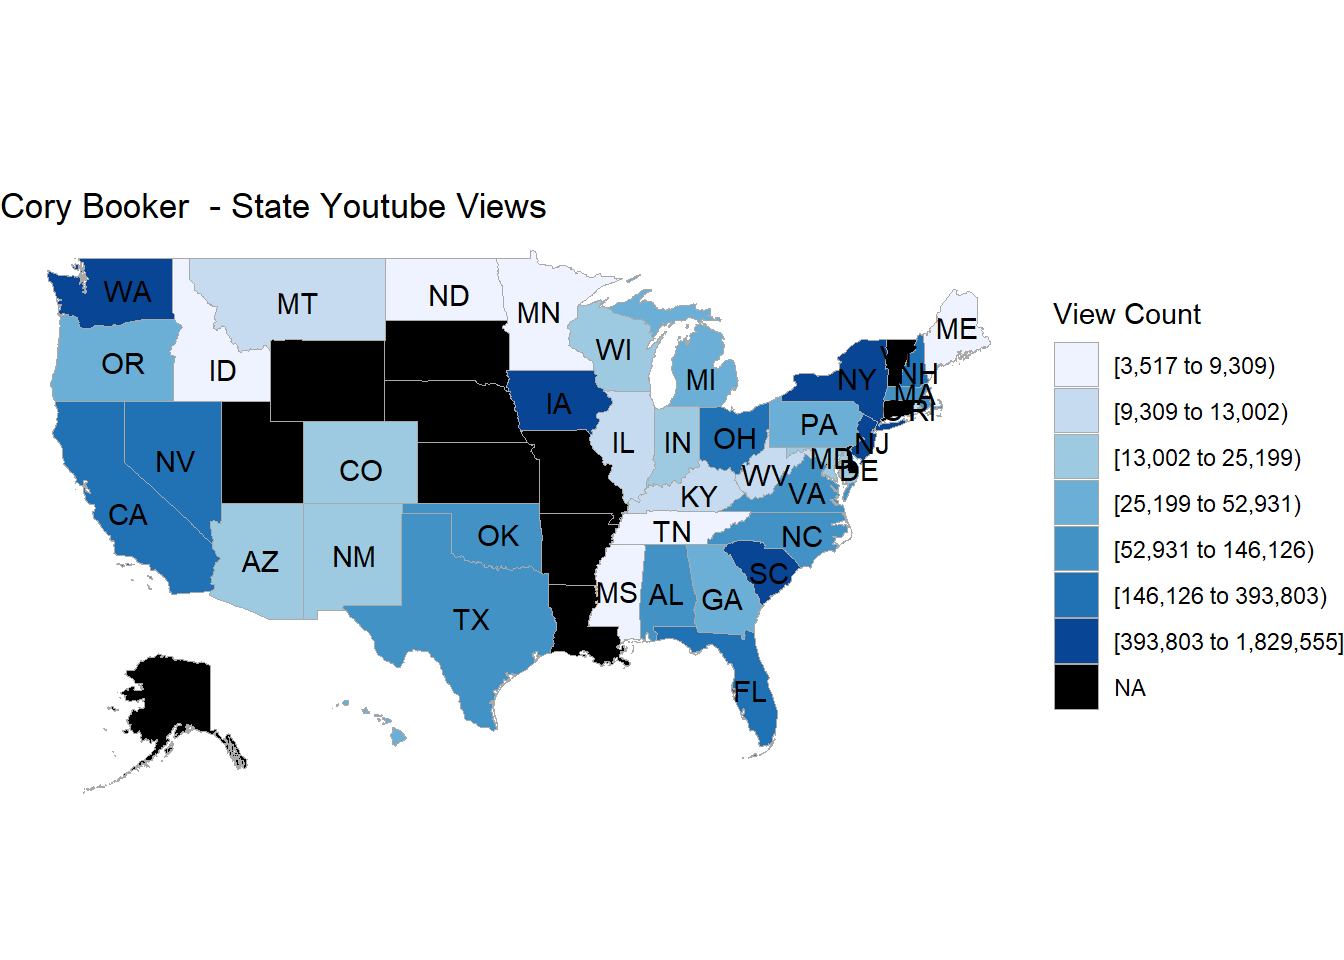 Cory Booker  - State Youtube Views
WA
MT
ND
MN
ME
OR
ID
WI
MI
NY
NH
MA
RI
IA
NV
CO
IL
IN
OH
PA
NJ
MD
DE
CA
KY
WV
VA
AZ
NM
OK
TN
NC
TX
MS
AL
GA
SC
FL
View Count
[3,517 to 9,309)
[9,309 to 13,002)
[13,002 to 25,199)
[25,199 to 52,931)
[52,931 to 146,126)
[146,126 to 393,803)
[393,803 to 1,829,555]
NA